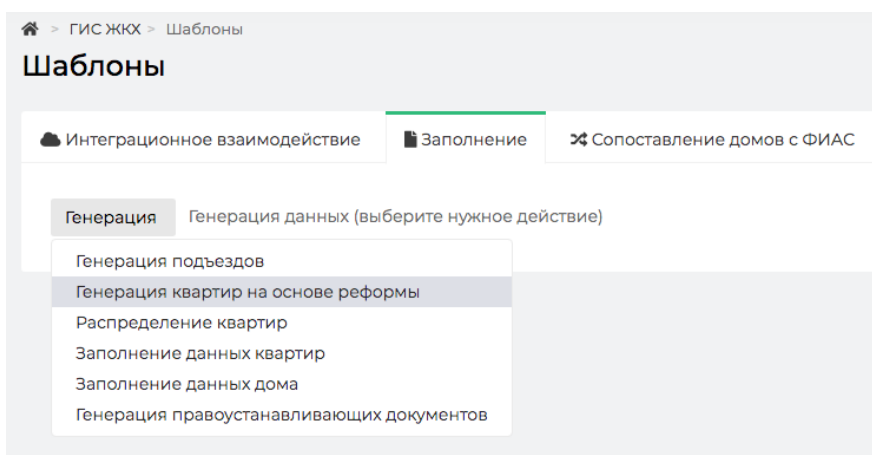 > ГИС ЖКХ > Шаблоны
Шаблоны
Интеграционное взаимодействие Заполнение Сопоставление домов с ФИАС
Генерация Генерация данных (выберите нужное действие)
Генерация подъездов
Генерация квартир на основе реформы
Распределение квартир
Заполнение данных квартир
Заполнение данных дома
Генерация правоустанавливающих документов